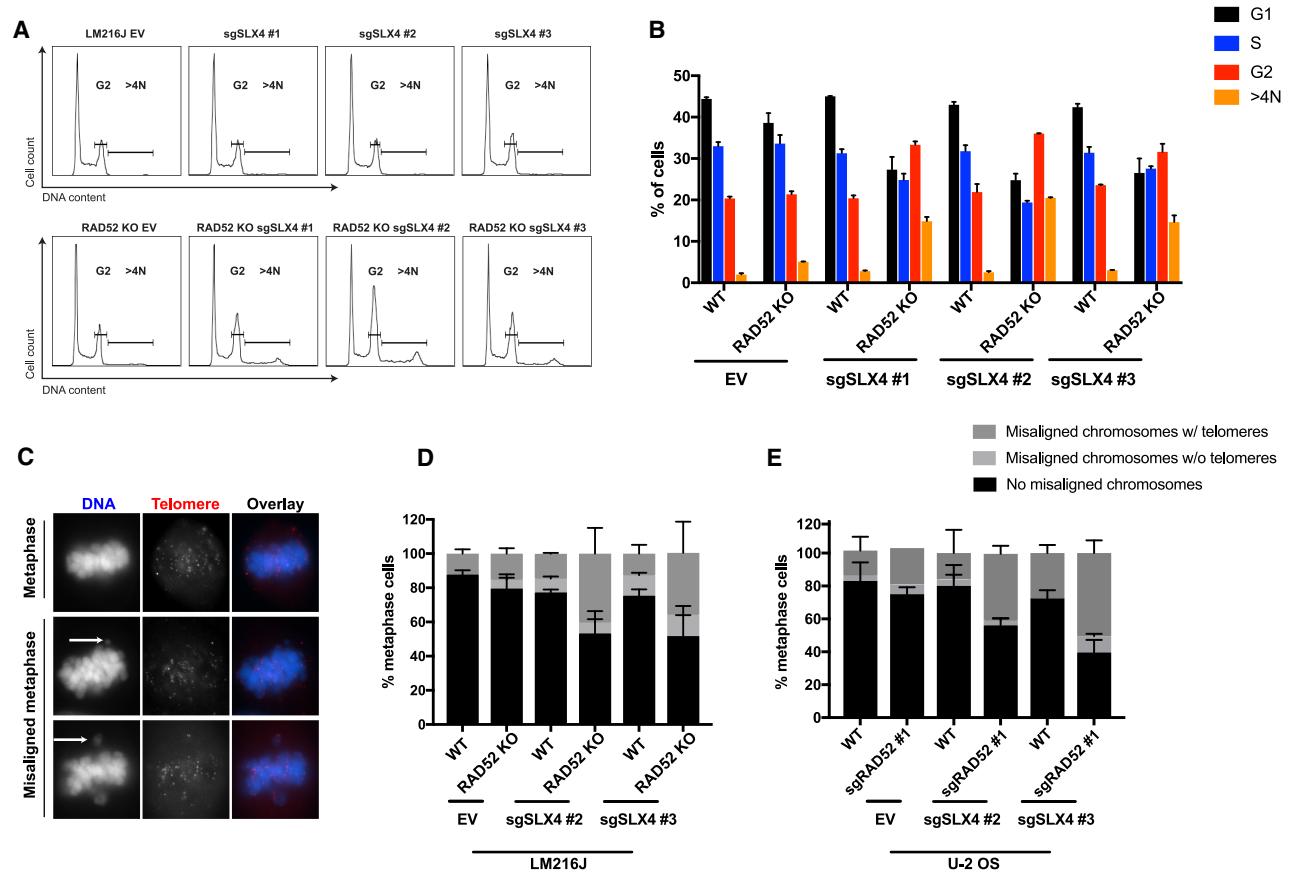 A
LM216J EV
sgSLX4 #1
sgSLX4 #2
sgSLX4 #3
G2 >4N
G2 >4N
G2 >4N
G2 >4N
Cell count
DNA content
RAD52 KO EV
RAD52 KO sgSLX4 #1
RAD52 KO sgSLX4 #2
RAD52 KO sgSLX4 #3
G2 >4N
G2 >4N
G2 >4N
G2 >4N
Cell count
DNA content
B
G1
S
G2
>4N
% of cells
50
40
30
20
10
0
WT
RAD52 KO
WT
RAD52 KO
WT
RAD52 KO
WT
RAD52 KO
EV
sgSLX4 #1
sgSLX4 #2
sgSLX4 #3
C
DNA
Telomere
Overlay
Metaphase
Misaligned metaphase
Misaligned chromosomes w/ telomeres
Misaligned chromosomes w/o telomeres
No misaligned chromosomes
D
% metaphase cells
120
100
80
60
40
20
0
WT
RAD52 KO
WT
RAD52 KO
WT
RAD52 KO
EV
sgSLX4 #2
sgSLX4 #3
LM216J
E
% metaphase cells
120
100
80
60
40
20
0
WT
sgRAD52 #1
WT
sgRAD52 #1
WT
sgRAD52 #1
EV
sgSLX4 #2
sgSLX4 #3
U-2 OS